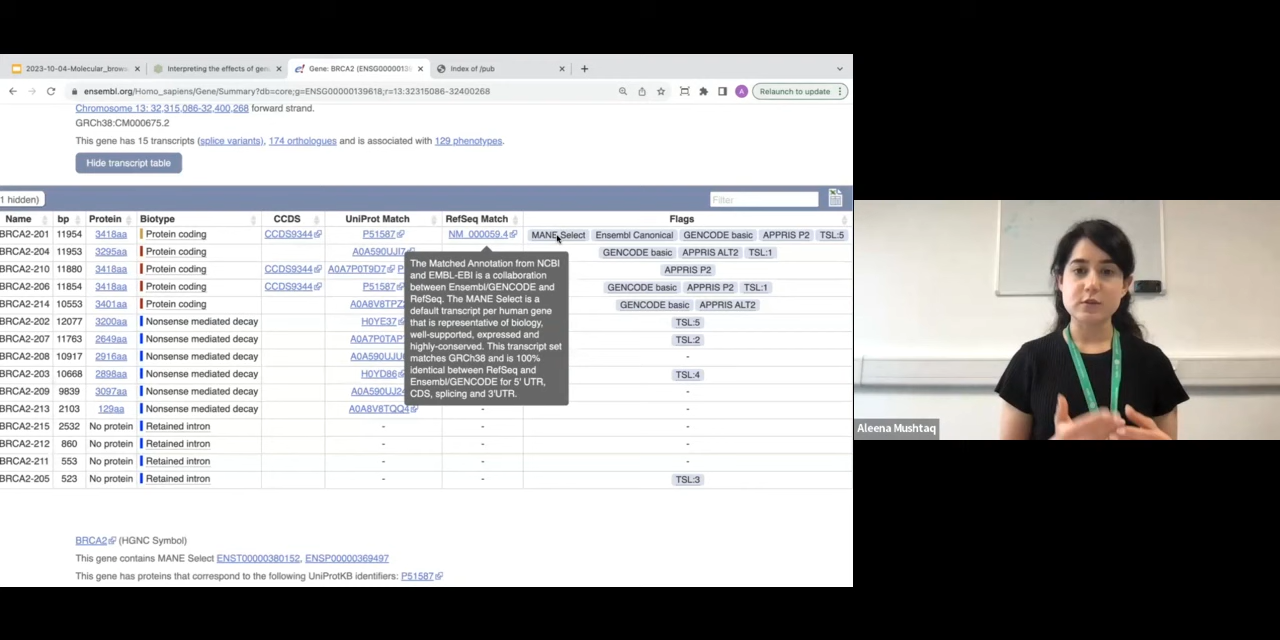 2023-10-04-Molecular_brow
Interpreting the effects of gen
Gene: BRCA2 (ENSG00000139
Index of /pub
ensembl.org/Homo_sapiens/Gene/Summary?db=core;g=ENSG00000139618;r=13:32315086-32400268
A
Relaunch to update
Chromosome 13: 32,315,086-32,400,268 forward strand.
GRCh38:CM000675.2
This gene has 15 transcripts (splice variants), 174 orthologues and is associated with 129 phenotypes.
Hide transcript table
1 hidden)
Filter
Name bp Protein Biotype CCDS UniProt Match RefSeq Match Flags
BRCA2-201 11954 3418aa Protein coding CCDS9344 P51587 NM_000059.4 MANE Select Ensembl Canonical GENCODE basic APPRIS P2 TSL:5
BRCA2-204 11953 3295aa Protein coding A0A590UJI7 GENCODE basic APPRIS ALT2 TSL:1
BRCA2-210 11880 3418aa Protein coding CCDS9344 A0A7P0T9D7 P APPRIS P2
BRCA2-206 11854 3418aa Protein coding CCDS9344 P51587 GENCODE basic APPRIS P2 TSL:1
BRCA2-214 10553 3401aa Protein coding A0A8V8TPZ GENCODE basic APPRIS ALT2
BRCA2-202 12077 3200aa Nonsense mediated decay H0YE37 TSL:5
BRCA2-207 11763 2649aa Nonsense mediated decay A0A7P0TAP TSL:2
BRCA2-208 10917 2916aa Nonsense mediated decay A0A590UJU -
BRCA2-203 10668 2898aa Nonsense mediated decay H0YD86 TSL:4
BRCA2-209 9839 3097aa Nonsense mediated decay A0A590UJ24 -
BRCA2-213 2103 129aa Nonsense mediated decay A0A8V8TQQ4 - -
BRCA2-215 2532 No protein Retained intron - - -
BRCA2-212 860 No protein Retained intron - - -
BRCA2-211 553 No protein Retained intron - - -
BRCA2-205 523 No protein Retained intron - - TSL:3
The Matched Annotation from NCBI
and EMBL-EBI is a collaboration
between Ensembl/GENCODE and
RefSeq. The MANE Select is a
default transcript per human gene
that is representative of biology,
well-supported, expressed and
highly-conserved. This transcript set
matches GRCh38 and is 100%
identical between RefSeq and
Ensembl/GENCODE for 5' UTR,
CDS, splicing and 3'UTR.
BRCA2 (HGNC Symbol)
This gene contains MANE Select ENST00000380152, ENSP00000369497
This gene has proteins that correspond to the following UniProtKB identifiers: P51587
Aleena Mushtaq